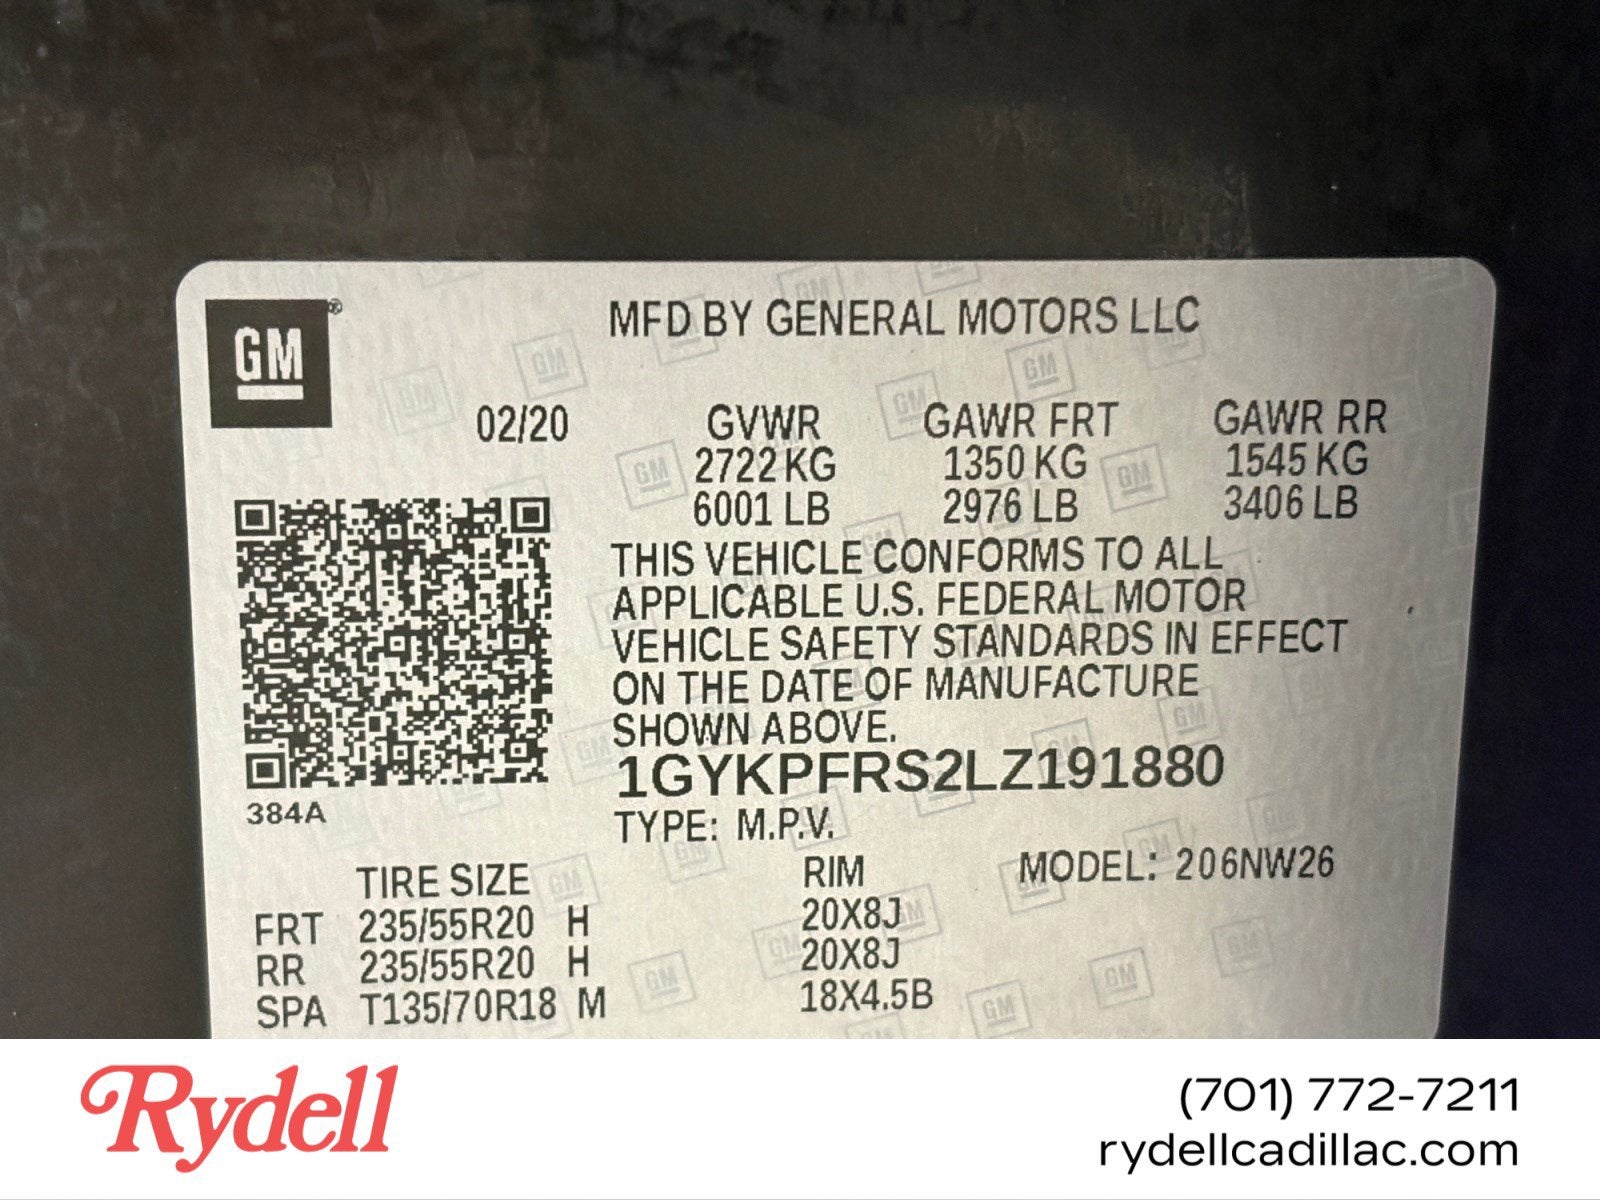 GM®
MFD BY GENERAL MOTORS LLC
02/20 GVWR GAWR FRT GAWR RR
2722 KG 1350 KG 1545 KG
6001 LB 2976 LB 3406 LB
THIS VEHICLE CONFORMS TO ALL
APPLICABLE U.S. FEDERAL MOTOR
VEHICLE SAFETY STANDARDS IN EFFECT
ON THE DATE OF MANUFACTURE
SHOWN ABOVE.
1GYKPFRS2LZ191880
384A
TYPE: M.P.V.
TIRE SIZE RIM MODEL: 206NW26
FRT 235/55R20 H 20X8J
RR 235/55R20 H 20X8J
SPA T135/70R18 M 18X4.5B
Rydell
(701) 772-7211
rydellcadillac.com